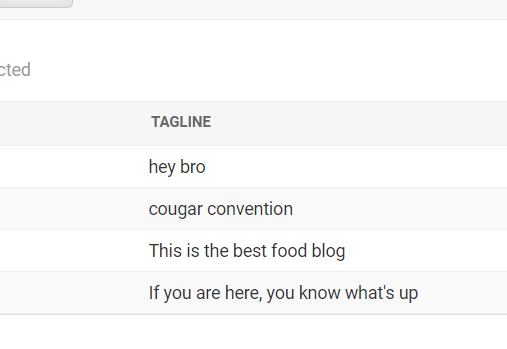 cted
TAGLINE
hey bro
cougar convention
This is the best food blog
If you are here, you know what's up